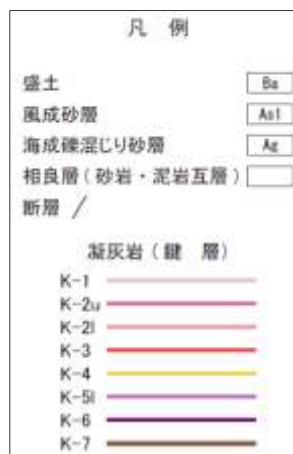 凡 例
盛土 Ba
風成砂層 As1
海成礫混じり砂層 Ag
相良層(砂岩・泥岩互層)
断層
凝灰岩(鍵 層)
K-1
K-2u
K-2l
K-3
K-4
K-5l
K-6
K-7